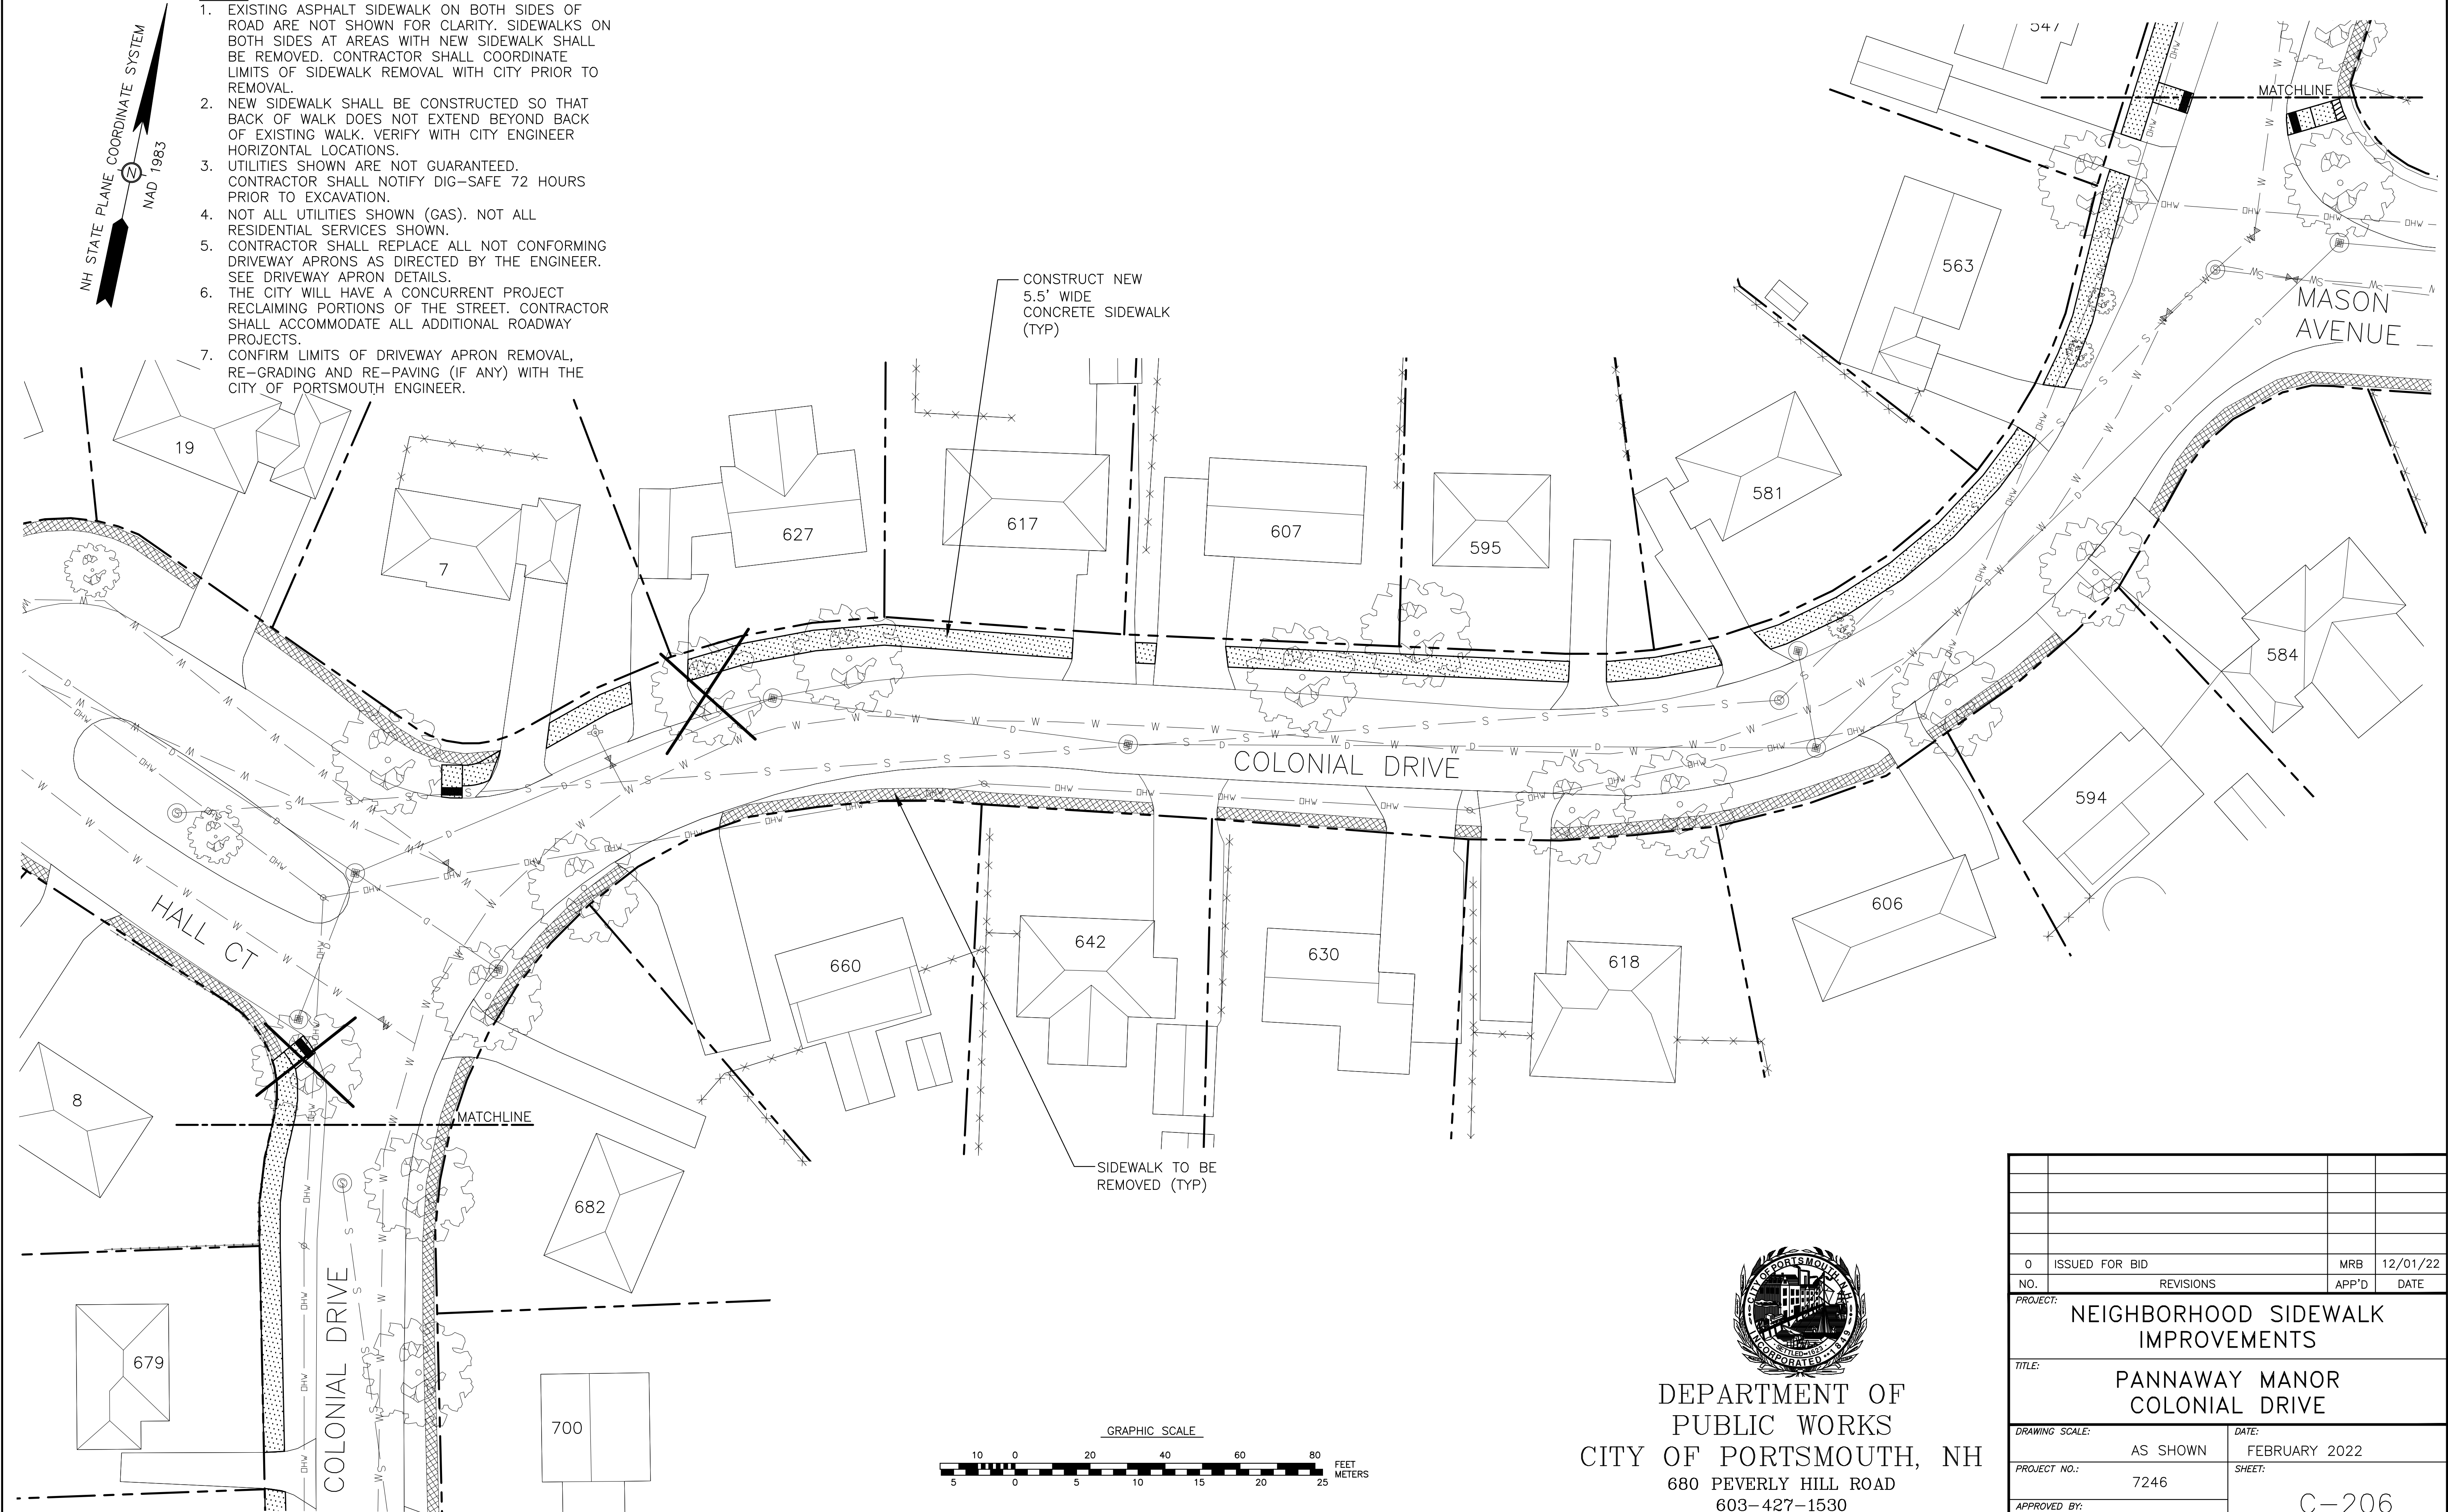 1. EXISTING ASPHALT SIDEWALK ON BOTH SIDES OF
ROAD ARE NOT SHOWN FOR CLARITY. SIDEWALKS ON
BOTH SIDES AT AREAS WITH NEW SIDEWALK SHALL
BE REMOVED. CONTRACTOR SHALL COORDINATE
LIMITS OF SIDEWALK REMOVAL WITH CITY PRIOR TO
REMOVAL.
2. NEW SIDEWALK SHALL BE CONSTRUCTED SO THAT
BACK OF WALK DOES NOT EXTEND BEYOND BACK
OF EXISTING WALK. VERIFY WITH CITY ENGINEER
HORIZONTAL LOCATIONS.
3. UTILITIES SHOWN ARE NOT GUARANTEED.
CONTRACTOR SHALL NOTIFY DIG-SAFE 72 HOURS
PRIOR TO EXCAVATION.
4. NOT ALL UTILITIES SHOWN (GAS). NOT ALL
RESIDENTIAL SERVICES SHOWN.
5. CONTRACTOR SHALL REPLACE ALL NOT CONFORMING
DRIVEWAY APRONS AS DIRECTED BY THE ENGINEER.
SEE DRIVEWAY APRON DETAILS.
6. THE CITY WILL HAVE A CONCURRENT PROJECT
RECLAIMING PORTIONS OF THE STREET. CONTRACTOR
SHALL ACCOMMODATE ALL ADDITIONAL ROADWAY
PROJECTS.
7. CONFIRM LIMITS OF DRIVEWAY APRON REMOVAL,
RE-GRADING AND RE-PAVING (IF ANY) WITH THE
CITY OF PORTSMOUTH ENGINEER.
NH STATE PLANE COORDINATE SYSTEM
N
NAD 1983
CONSTRUCT NEW
5.5' WIDE
CONCRETE SIDEWALK
(TYP)
547
MATCHLINE
563
MASON
AVENUE
19
7
627
617
607
595
581
584
594
COLONIAL DRIVE
HALL CT
660
642
630
618
606
8
MATCHLINE
SIDEWALK TO BE
REMOVED (TYP)
682
679
COLONIAL DRIVE
700
GRAPHIC SCALE
10 0 20 40 60 80
FEET
METERS
5 0 5 10 15 20 25
CITY OF PORTSMOUTH, N.H.
SETTLED-1623
INCORPORATED 1849
DEPARTMENT OF
PUBLIC WORKS
CITY OF PORTSMOUTH, NH
680 PEVERLY HILL ROAD
603-427-1530
0 ISSUED FOR BID MRB 12/01/22
NO. REVISIONS APP'D DATE
PROJECT:
NEIGHBORHOOD SIDEWALK
IMPROVEMENTS
TITLE:
PANNAWAY MANOR
COLONIAL DRIVE
DRAWING SCALE:
AS SHOWN
DATE:
FEBRUARY 2022
PROJECT NO.:
7246
SHEET:
C-206
APPROVED BY: